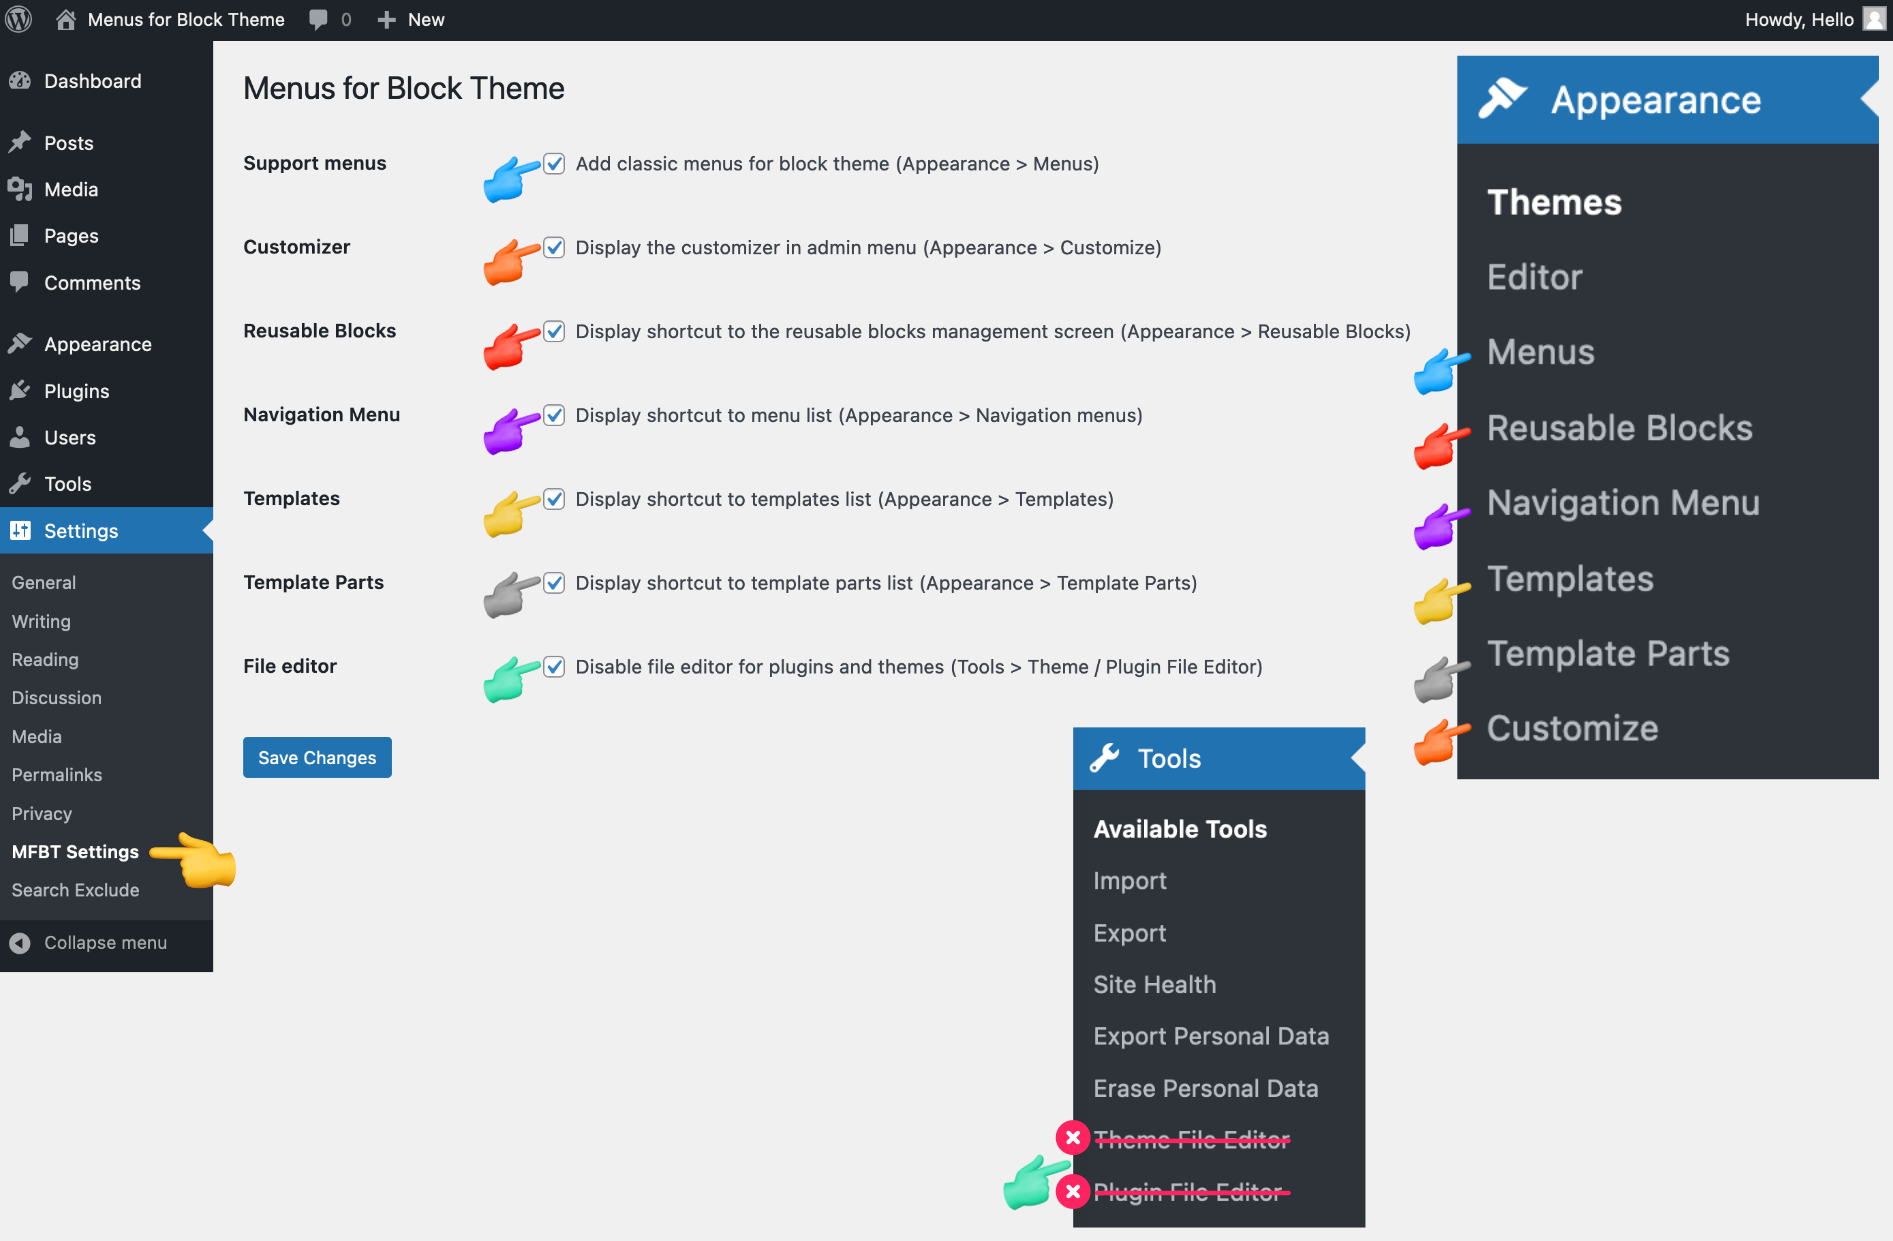 Menus for Block Theme
0
New
Howdy, Hello
Dashboard
Posts
Media
Pages
Comments
Appearance
Plugins
Users
Tools
Settings
General
Writing
Reading
Discussion
Media
Permalinks
Privacy
MFBT Settings
Search Exclude
Collapse menu
Menus for Block Theme
Support menus
Add classic menus for block theme (Appearance > Menus)
Customizer
Display the customizer in admin menu (Appearance > Customize)
Reusable Blocks
Display shortcut to the reusable blocks management screen (Appearance > Reusable Blocks)
Navigation Menu
Display shortcut to menu list (Appearance > Navigation menus)
Templates
Display shortcut to templates list (Appearance > Templates)
Template Parts
Display shortcut to template parts list (Appearance > Template Parts)
File editor
Disable file editor for plugins and themes (Tools > Theme / Plugin File Editor)
Save Changes
Appearance
Themes
Editor
Menus
Reusable Blocks
Navigation Menu
Templates
Template Parts
Customize
Tools
Available Tools
Import
Export
Site Health
Export Personal Data
Erase Personal Data
Theme File Editor
Plugin File Editor